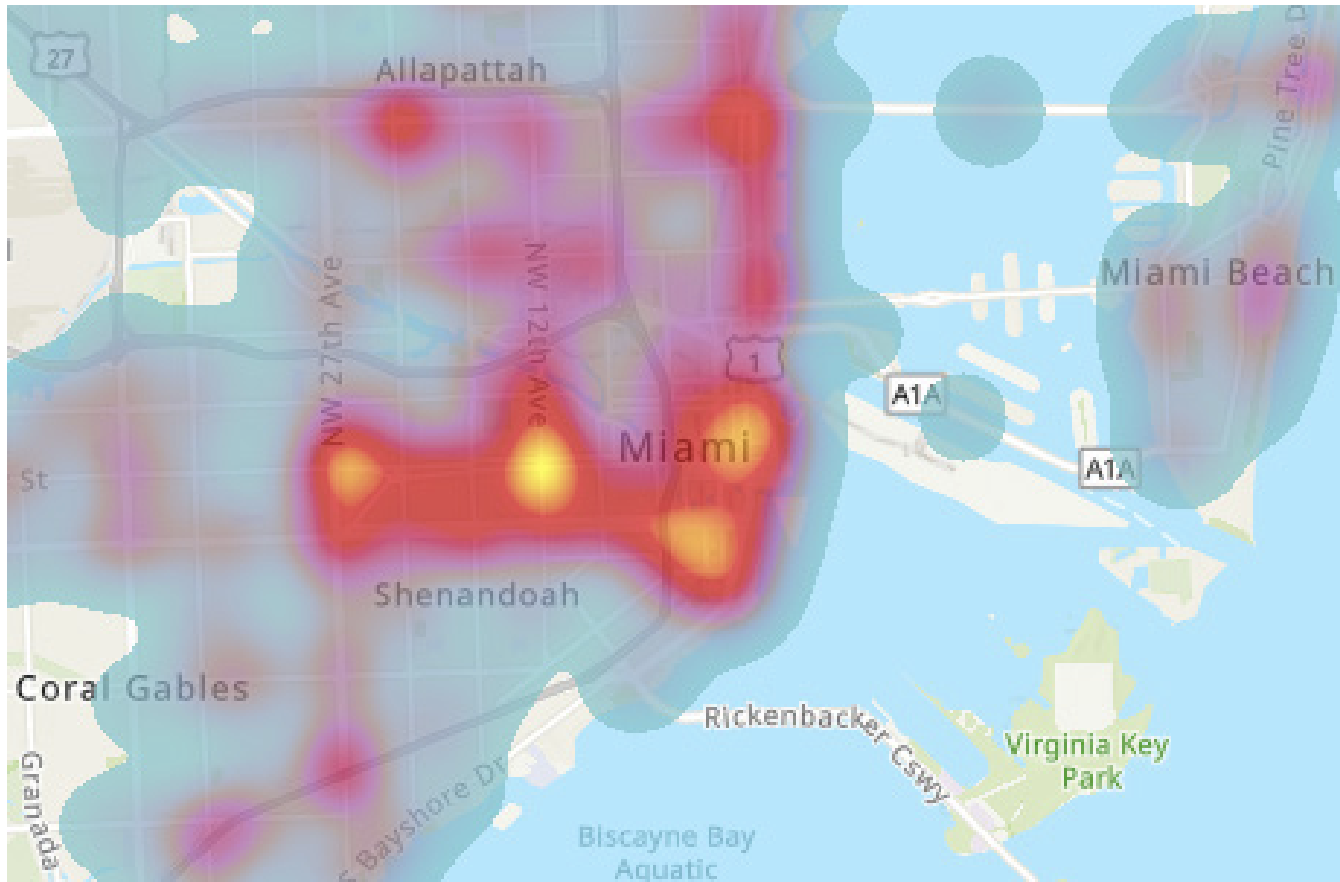 27
Allapattah
Pine Tree D
NW 27th Ave
NW 12th Ave
Miami Beach
1
A1A
Miami
A1A
St
Shenandoah
Coral Gables
Rickenbacker Cswy
Virginia Key
Park
Granada
S Bayshore Dr
Biscayne Bay
Aquatic